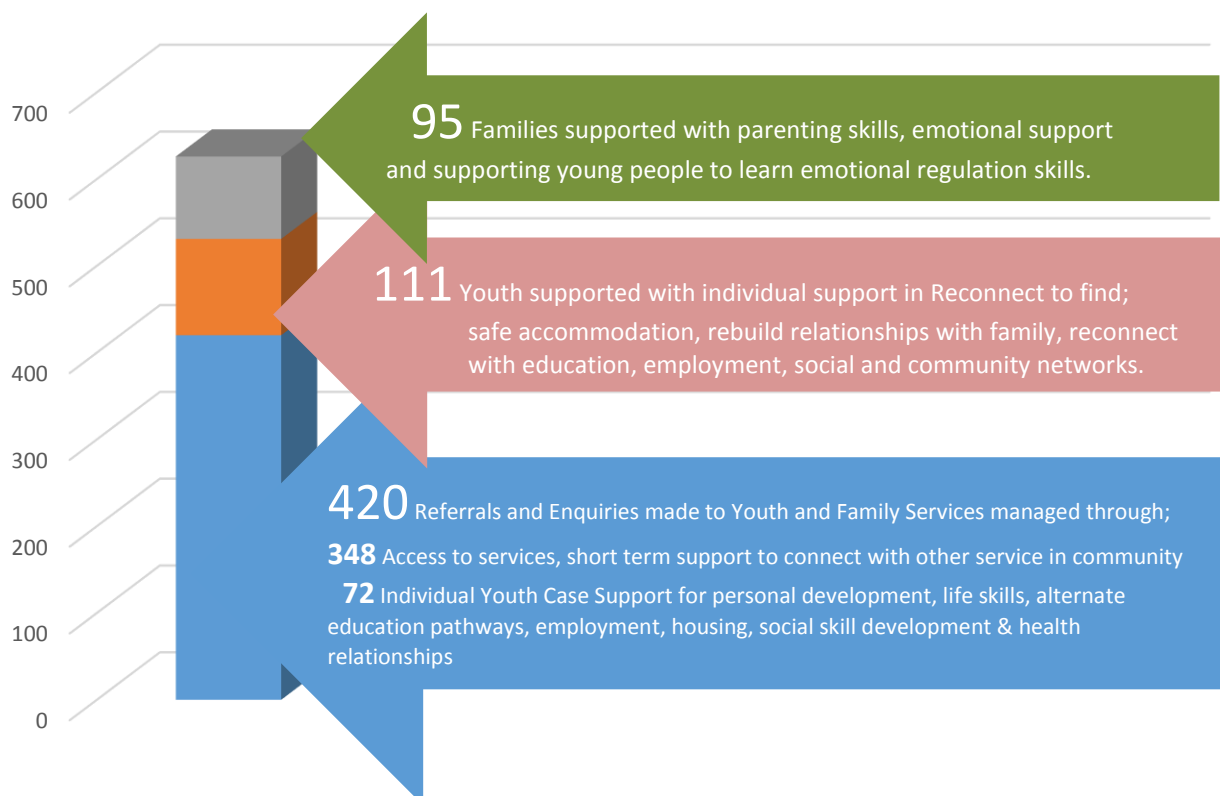 700
600
500
400
300
200
100
0
95 Families supported with parenting skills, emotional support
and supporting young people to learn emotional regulation skills.
111 Youth supported with individual support in Reconnect to find;
safe accommodation, rebuild relationships with family, reconnect
with education, employment, social and community networks.
420 Referrals and Enquiries made to Youth and Family Services managed through;
348 Access to services, short term support to connect with other service in community
72 Individual Youth Case Support for personal development, life skills, alternate
education pathways, employment, housing, social skill development & health
relationships